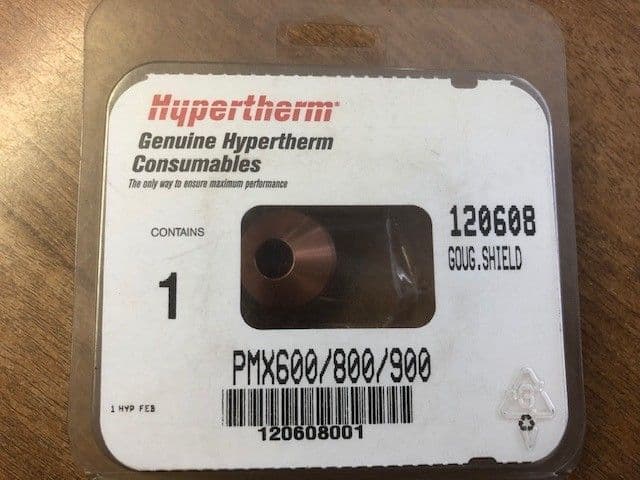 Hypertherm®
Genuine Hypertherm
Consumables
The only way to ensure maximum performance
CONTAINS
1
120608
GOUG.SHIELD
PMX600/800/900
1 HYP FEB
120608001